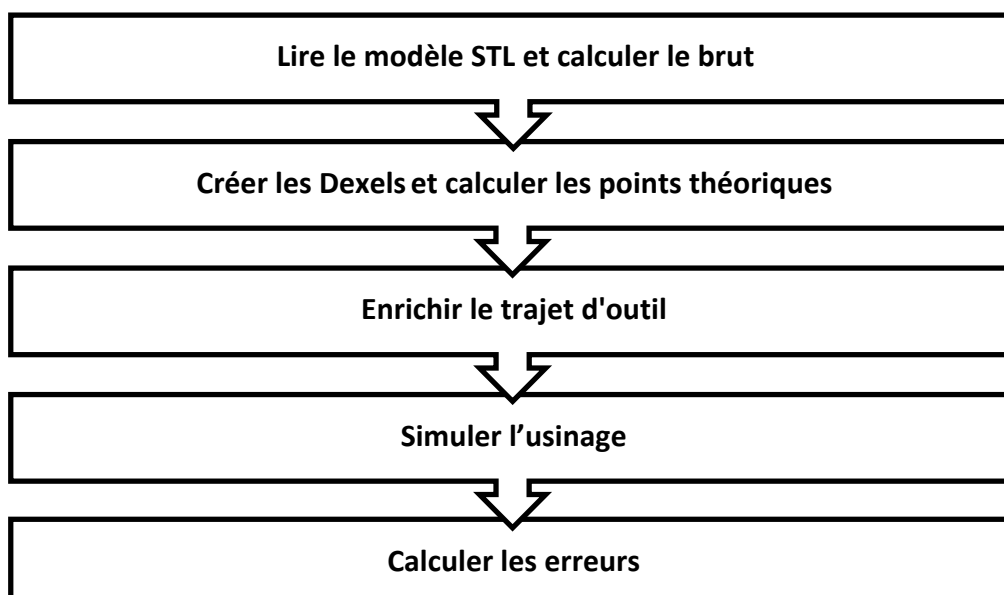 Lire le modèle STL et calculer le brut
Créer les Dexels et calculer les points théoriques
Enrichir le trajet d'outil
Simuler l’usinage
Calculer les erreurs